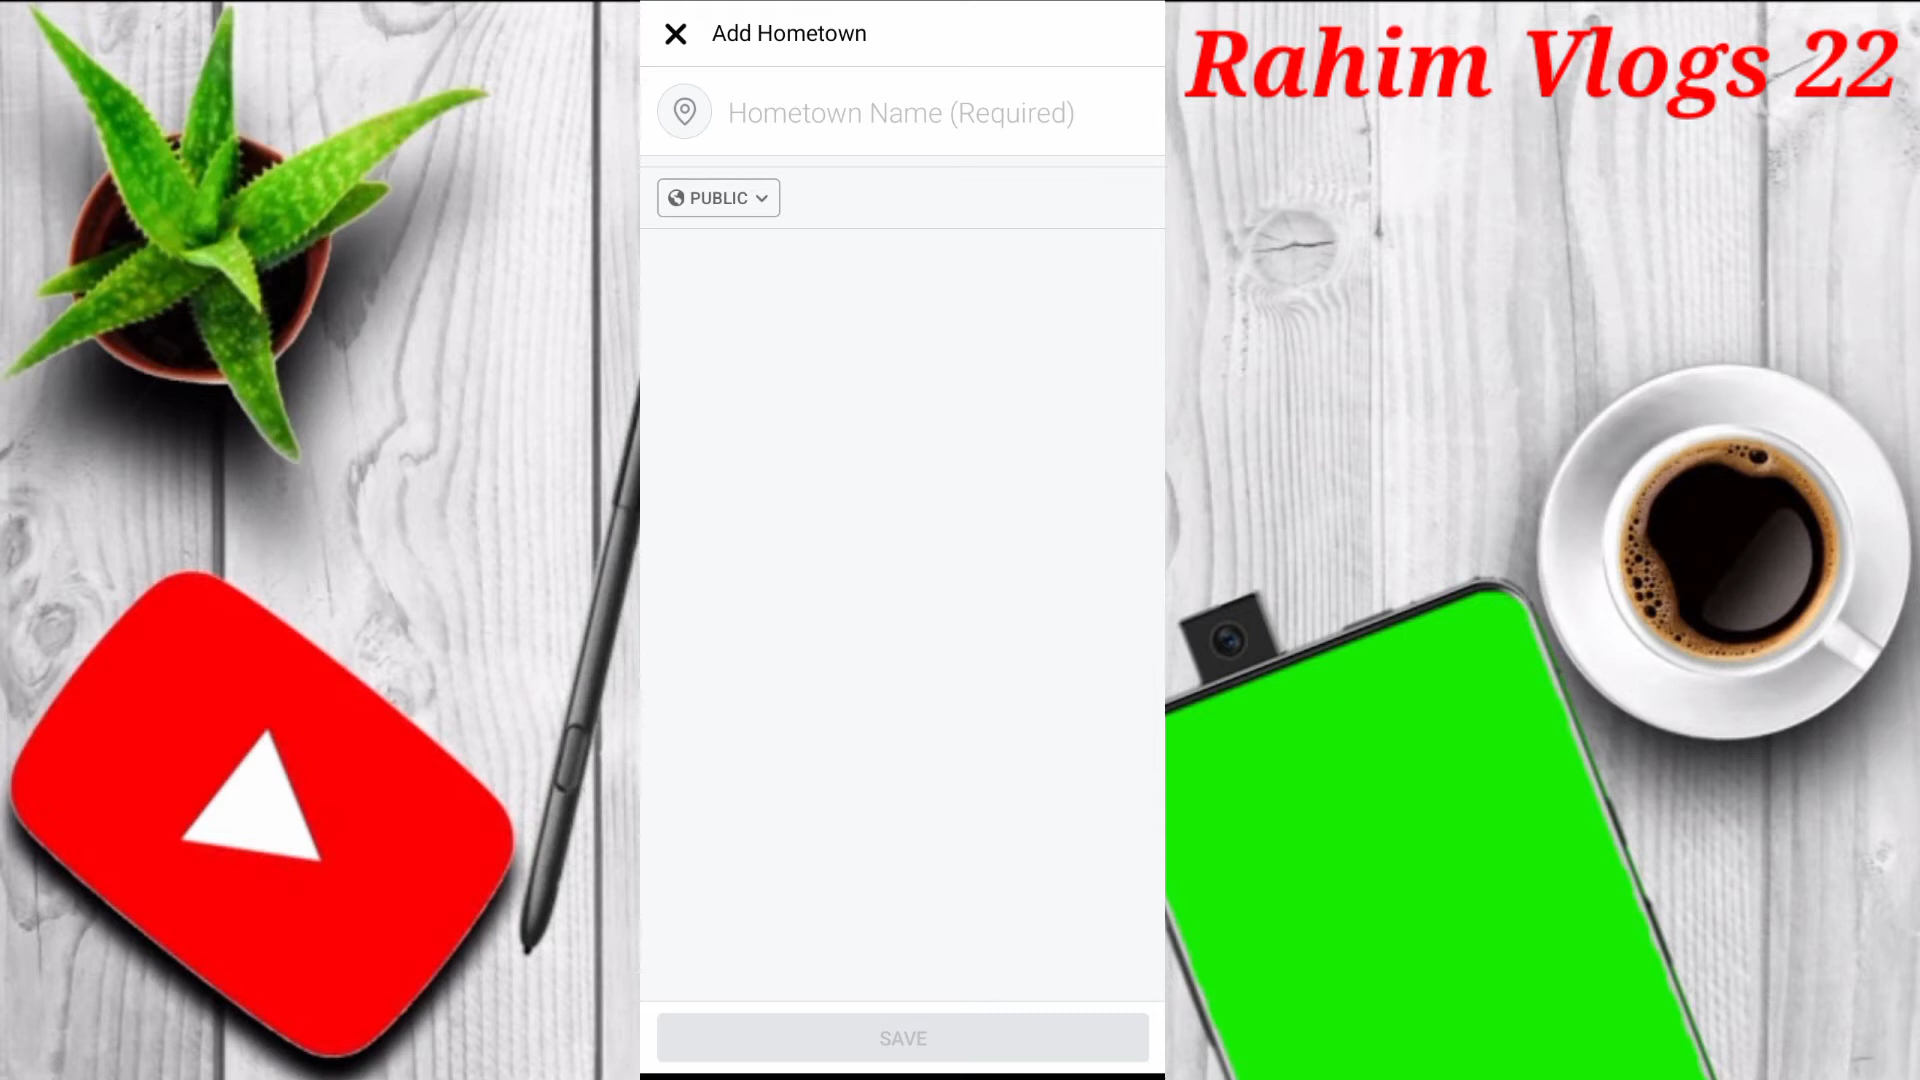 Add Hometown
Rahim Vlogs 22
Hometown Name (Required)
PUBLIC
SAVE